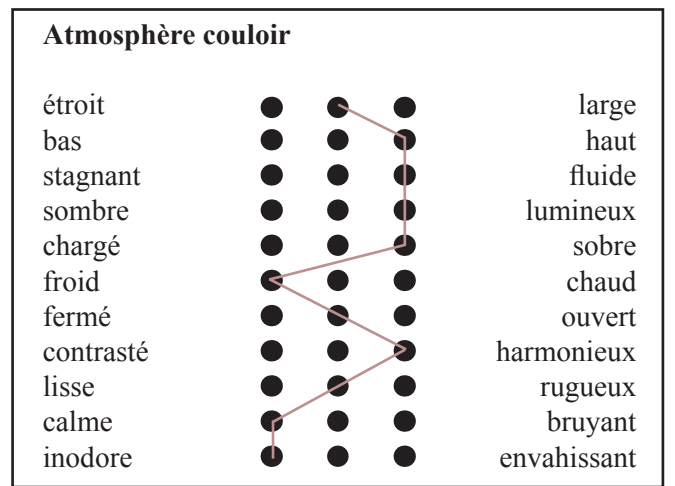 Atmosphère couloir
étroit large
bas haut
stagnant fluide
sombre lumineux
chargé sobre
froid chaud
fermé ouvert
contrasté harmonieux
lisse rugueux
calme bruyant
inodore envahissant